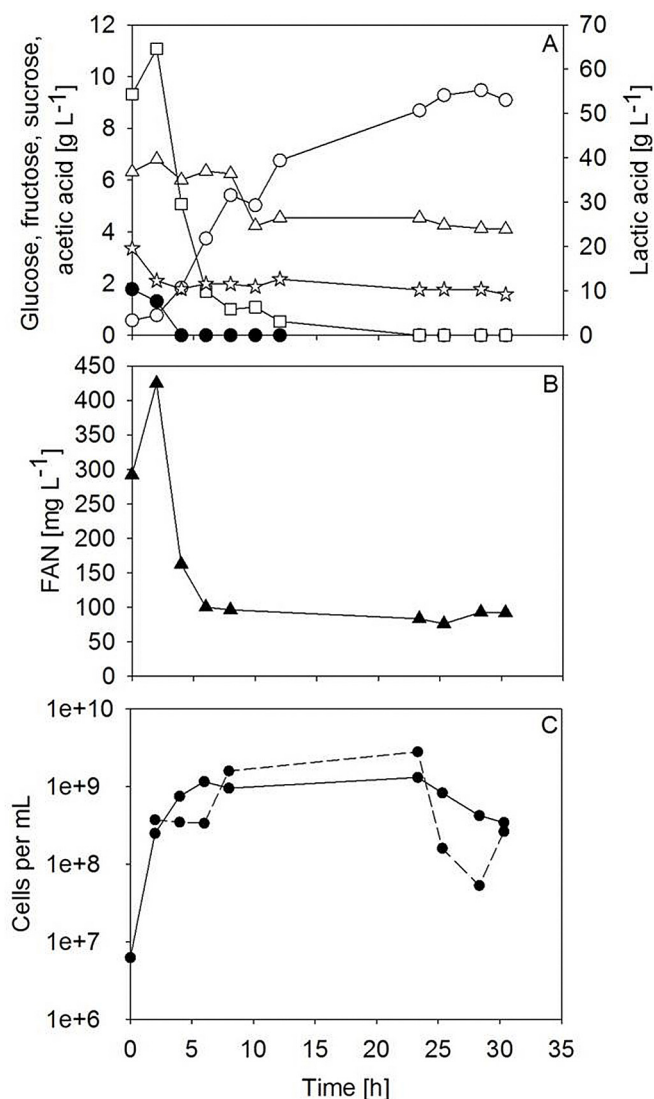 12
10
8
6
4
2
0
Glucose, fructose, sucrose,
acetic acid [g L-1]
A
70
60
50
40
30
20
10
0
Lactic acid [g L-1]
450
400
350
300
250
200
150
100
50
0
FAN [mg L-1]
B
1e+10
1e+9
1e+8
1e+7
1e+6
Cells per mL
C
0 5 10 15 20 25 30 35
Time [h]